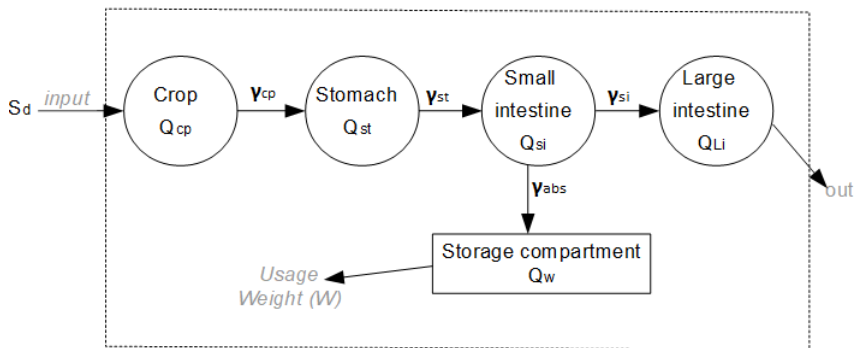 Sd
input
Crop
Qcp
γcp
Stomach
Qst
γst
Small
intestine
Qsi
γsi
Large
intestine
QLi
out
γabs
Storage compartment
Qw
Usage
Weight (W)